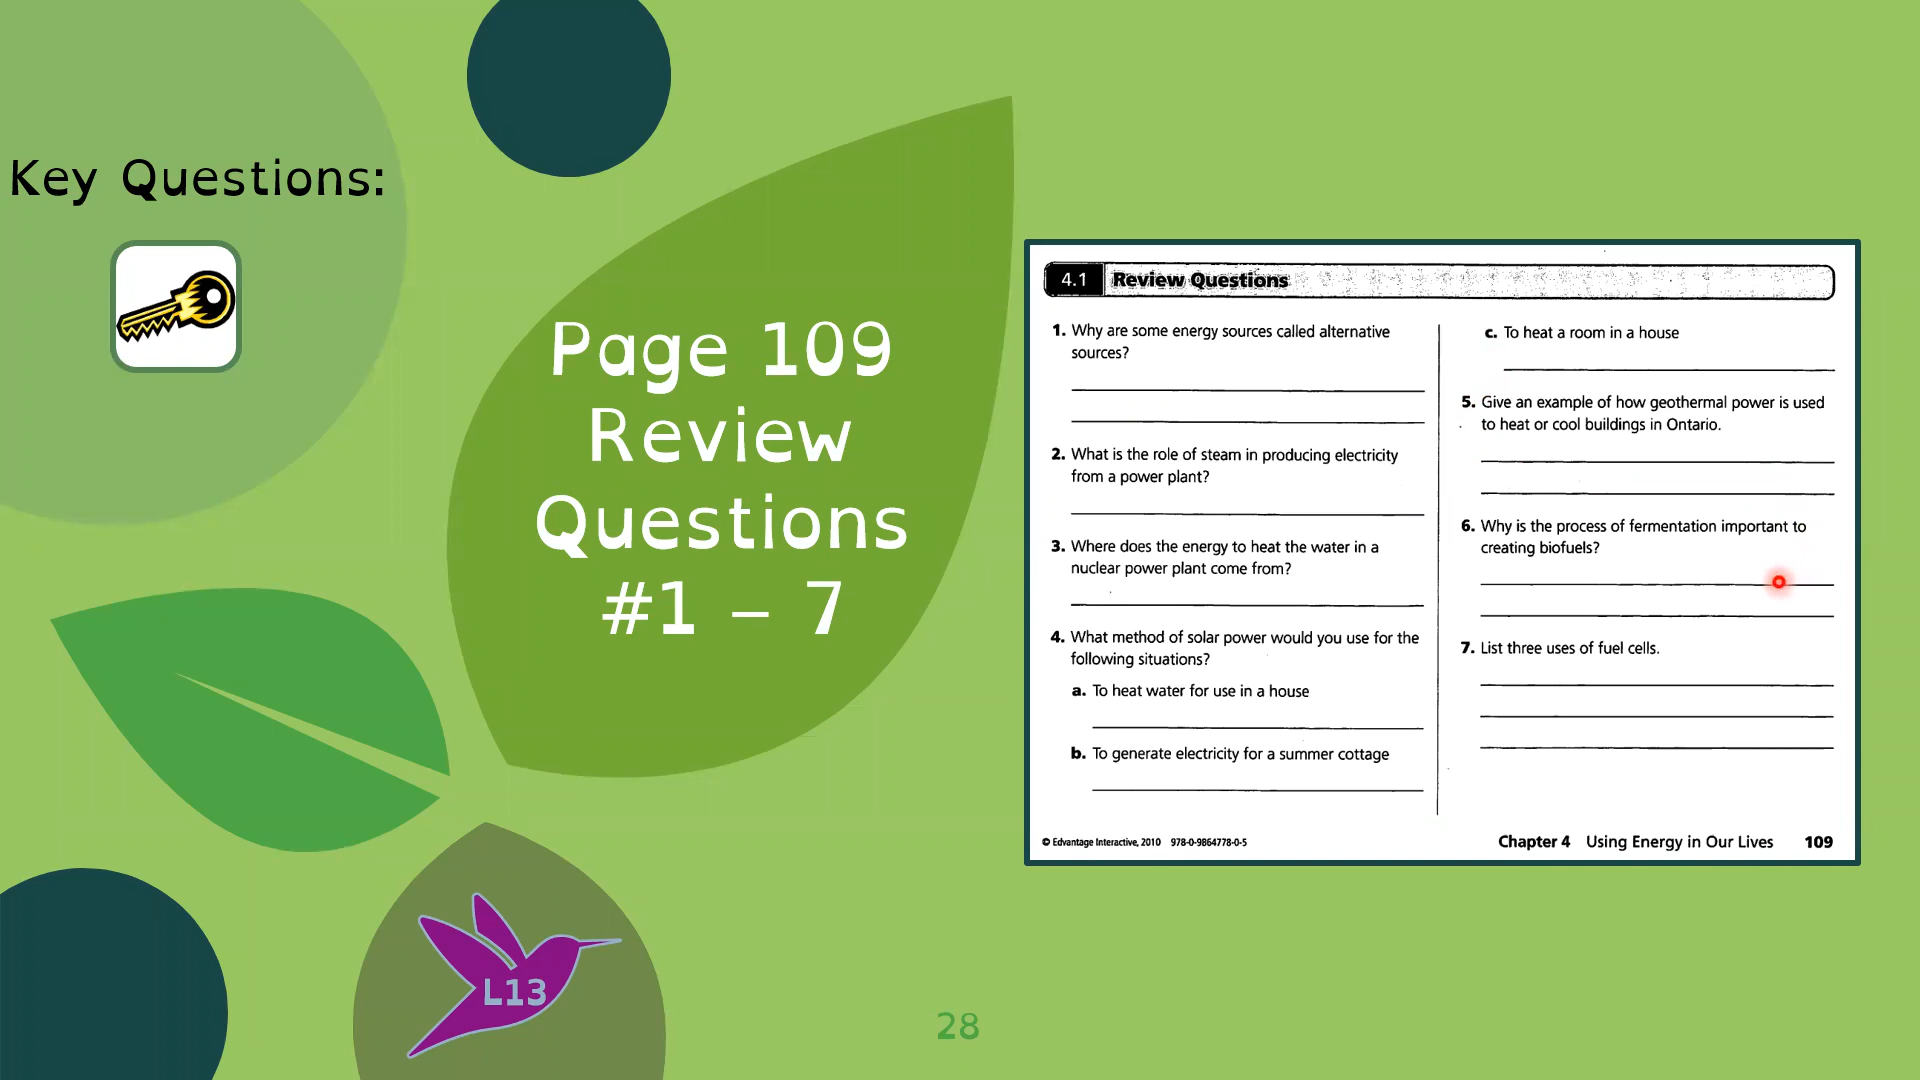 Key Questions:
Page 109
Review
Questions
#1 – 7
4.1 Review Questions
1. Why are some energy sources called alternative
sources?
2. What is the role of steam in producing electricity
from a power plant?
3. Where does the energy to heat the water in a
nuclear power plant come from?
4. What method of solar power would you use for the
following situations?
a. To heat water for use in a house
b. To generate electricity for a summer cottage
c. To heat a room in a house
5. Give an example of how geothermal power is used
to heat or cool buildings in Ontario.
6. Why is the process of fermentation important to
creating biofuels?
7. List three uses of fuel cells.
© Edvantage Interactive, 2010 978-0-9864778-0-5
Chapter 4 Using Energy in Our Lives 109
L13
28